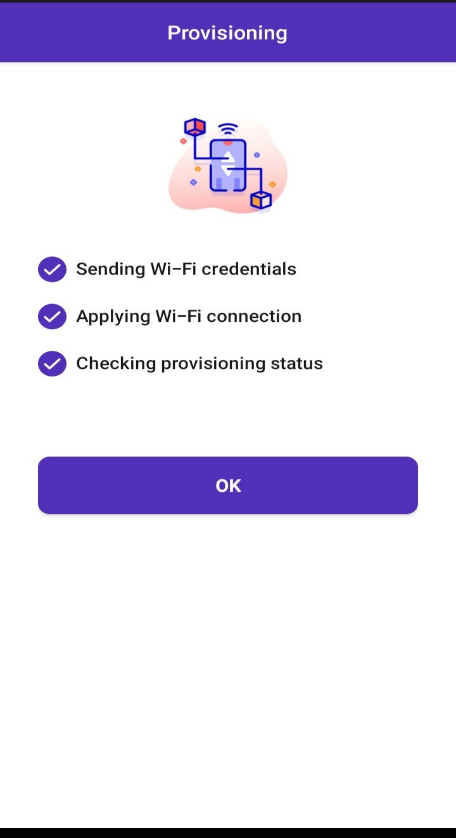 Provisioning
Sending Wi-Fi credentials
Applying Wi-Fi connection
Checking provisioning status
OK